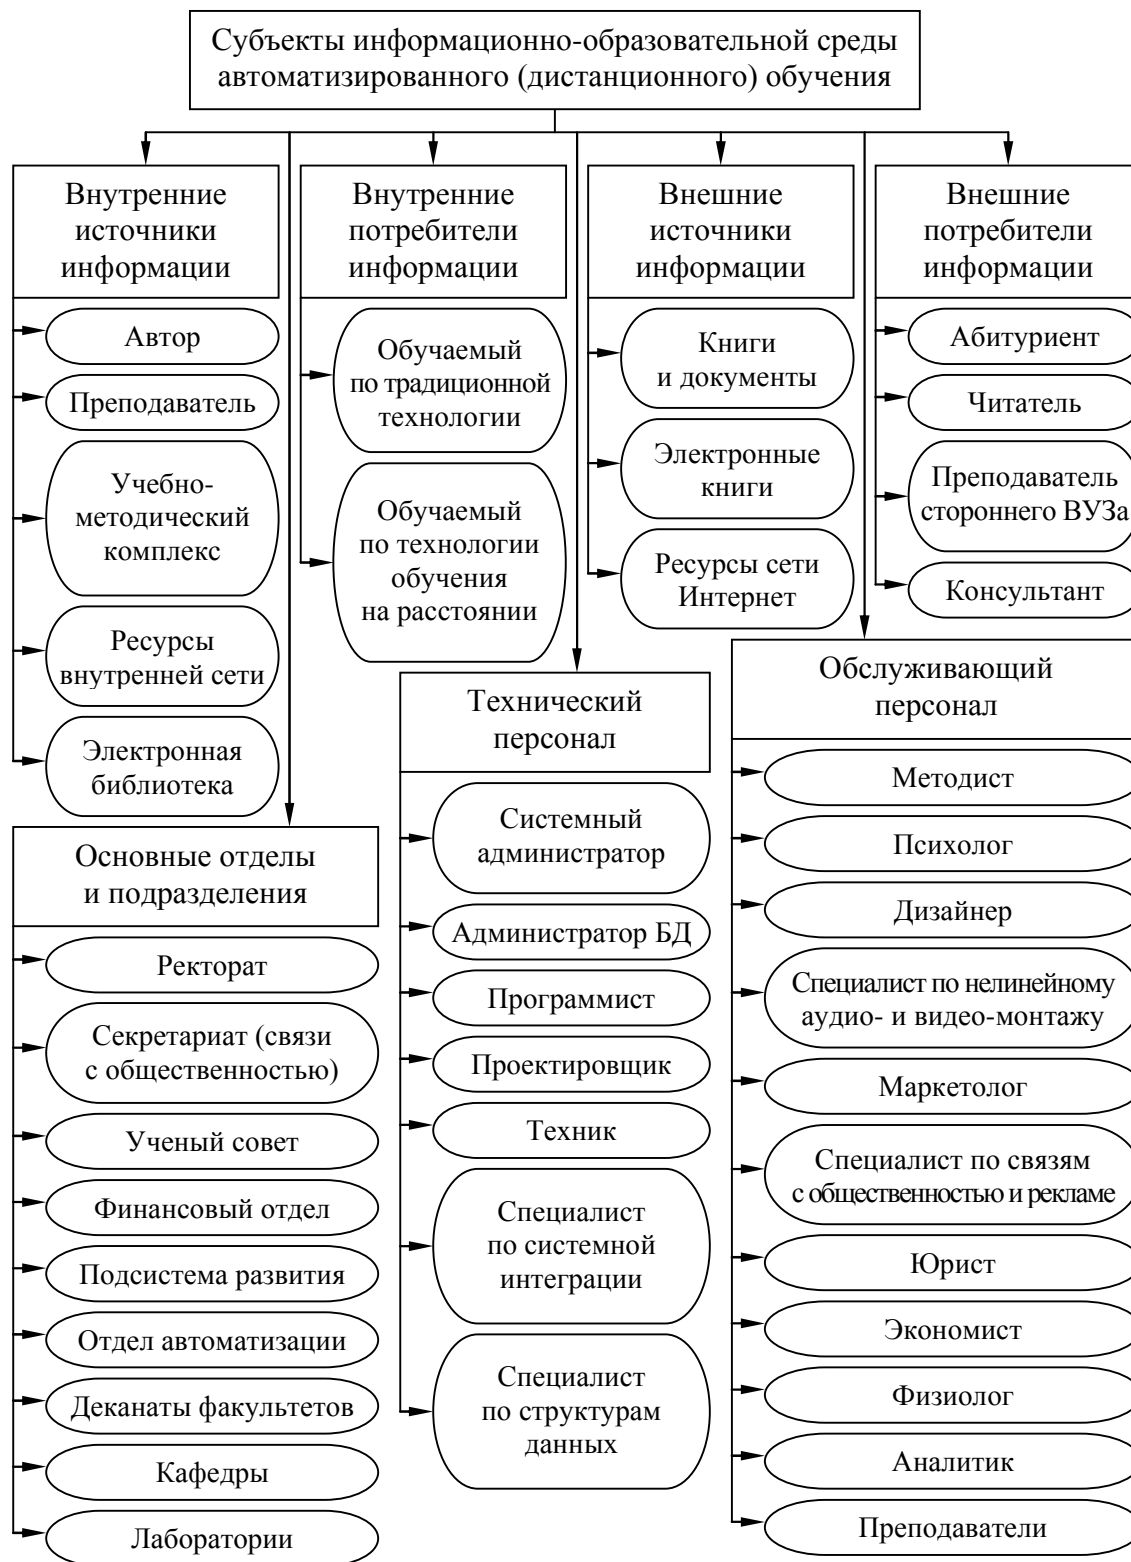 Субъекты информационно-образовательной среды
автоматизированного (дистанционного) обучения
Внутренние
источники
информации
Автор
Преподаватель
Учебно-
методический
комплекс
Ресурсы
внутренней сети
Электронная
библиотека
Внутренние
потребители
информации
Обучаемый
по традиционной
технологии
Обучаемый
по технологии
обучения
на расстоянии
Внешние
источники
информации
Книги
и документы
Электронные
книги
Ресурсы сети
Интернет
Внешние
потребители
информации
Абитуриент
Читатель
Преподаватель
стороннего ВУЗа
Консультант
Основные отделы
и подразделения
Ректорат
Секретариат (связи
с общественностью)
Ученый совет
Финансовый отдел
Подсистема развития
Отдел автоматизации
Деканаты факультетов
Кафедры
Лаборатории
Технический
персонал
Системный
администратор
Администратор БД
Программист
Проектировщик
Техник
Специалист
по системной
интеграции
Специалист
по структурам
данных
Обслуживающий
персонал
Методист
Психолог
Дизайнер
Специалист по нелинейному
аудио- и видео-монтажу
Маркетолог
Специалист по связям
с общественностью и рекламе
Юрист
Экономист
Физиолог
Аналитик
Преподаватели